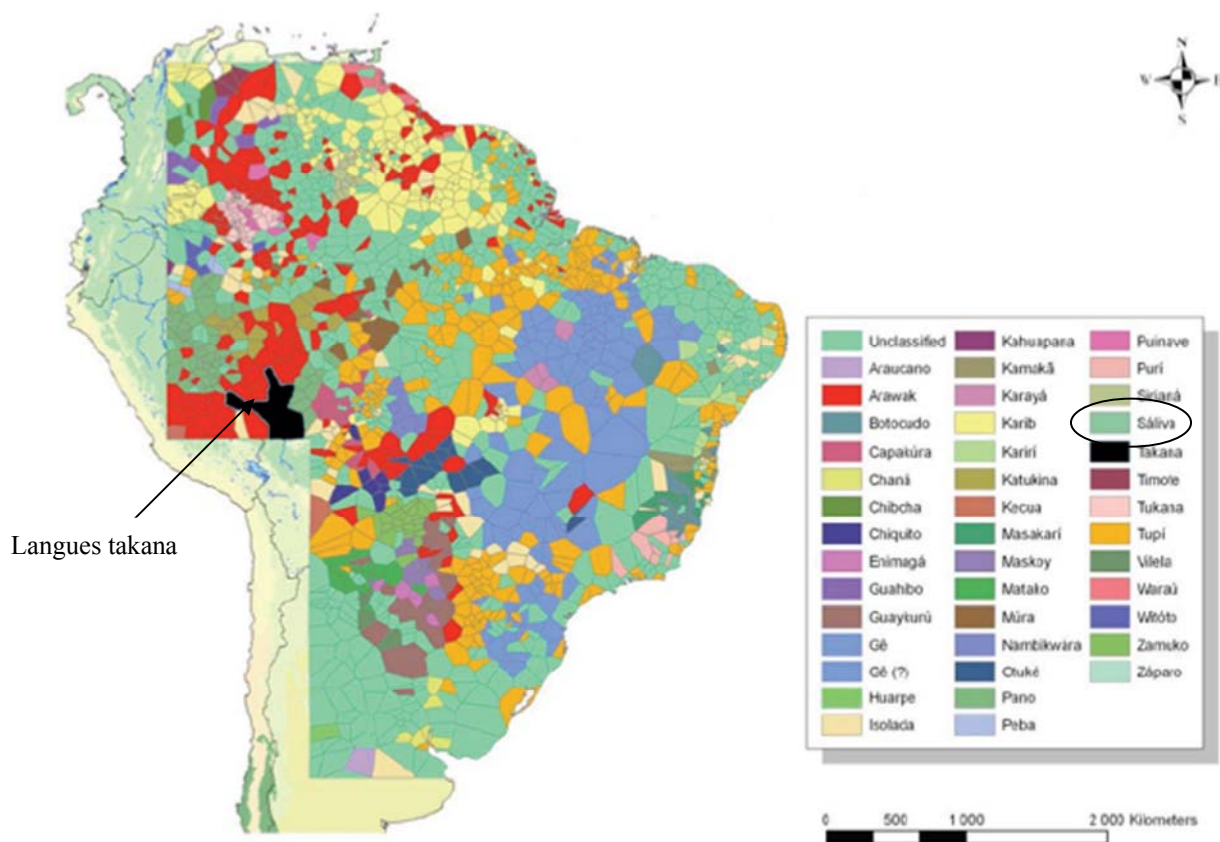 N
W E
S
Langues takana
Unclassified
Araucano
Arawak
Botocudo
Capakúra
Chaná
Chibcha
Chiquito
Enimagá
Guahibo
Guaykurú
Gê
Gê (?)
Huarpe
Isolada
Kahuapana
Kamakã
Karayá
Karib
Karirí
Katukina
Kecua
Masakarí
Maskoy
Matako
Múra
Nambikwára
Otuké
Pano
Peba
Puinave
Purí
Sirianá
Sáliva
Takana
Timote
Tukana
Tupí
Vilela
Waraú
Witóto
Zamuko
Záparo
0 500 1 000 2 000 Kilometers